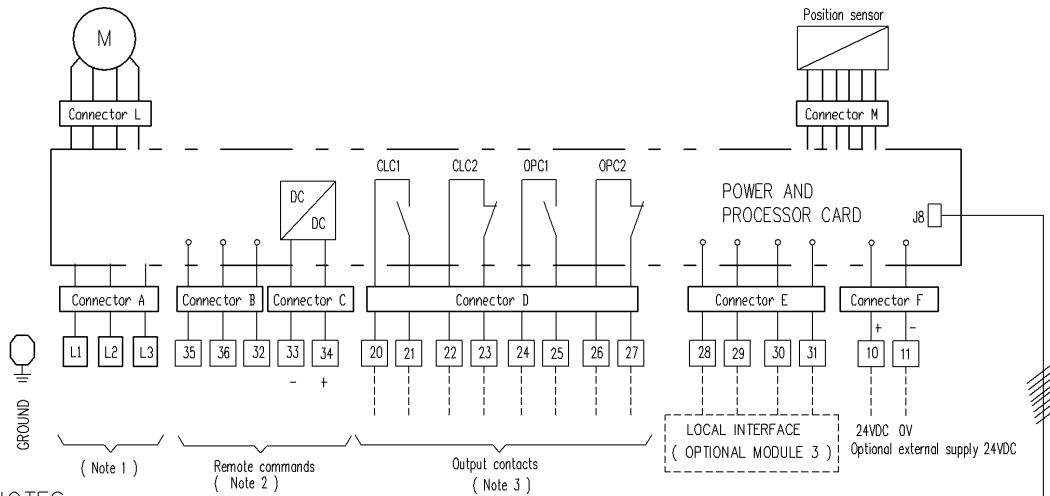 Position sensor
M
Connector L
Connector M
CLC1
CLC2
OPC1
OPC2
DC
DC
POWER AND
PROCESSOR CARD
J8
Connector A
Connector B
Connector C
Connector D
Connector E
Connector F
+ -
L1 L2 L3 35 36 32 33 34 20 21 22 23 24 25 26 27 28 29 30 31 10 11
- +
GROUND
LOCAL INTERFACE
( OPTIONAL MODULE 3 )
24VDC 0V
Optional external supply 24VDC
( Note 1 )
Remote commands
( Note 2 )
Output contacts
( Note 3 )